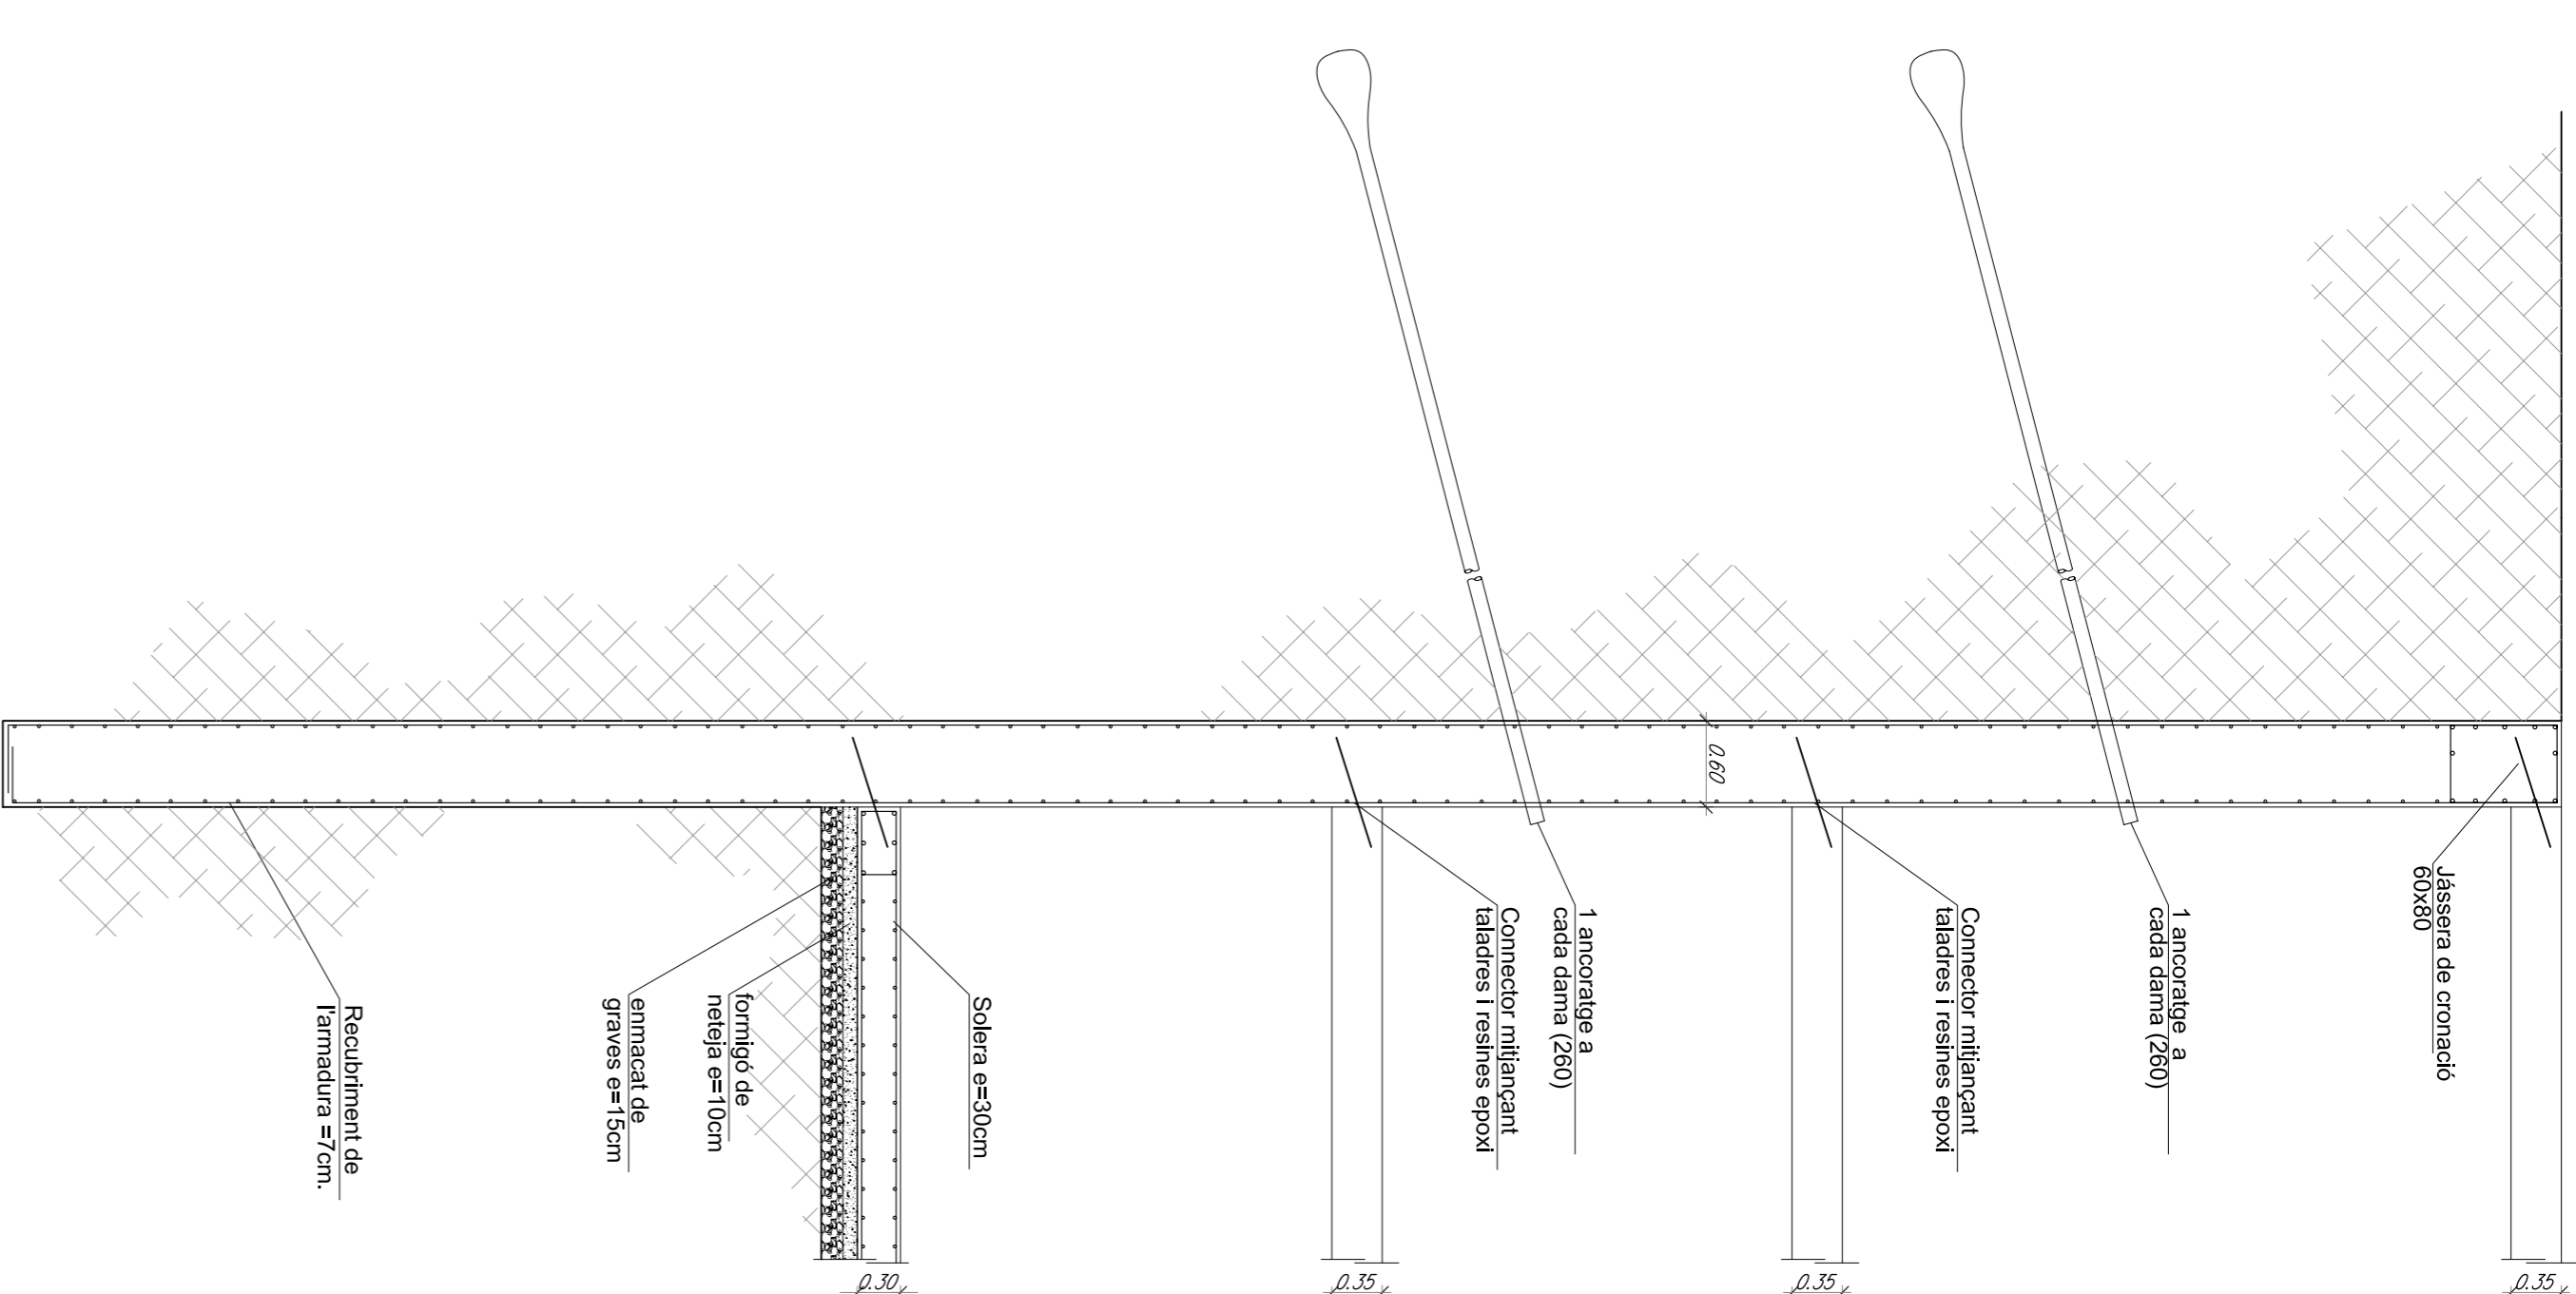 Jássera de cronació
60x80
1 ancoratge a
cada dama (260)
Connector mitjançant
taladres i resines epoxi
0.60
1 ancoratge a
cada dama (260)
Connector mitjançant
taladres i resines epoxi
Solera e=30cm
formigó de
neteja e=10cm
enmacat de
graves e=15cm
Recubriment de
l'armadura =7cm.
0.35
0.35
0.35
0.30